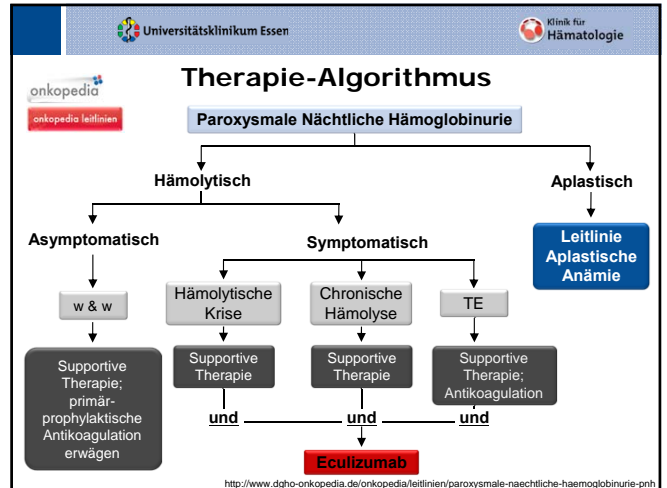 Universitätsklinikum Essen
Klinik für
Hämatologie
onkopedia
onkopedia leitlinien
Therapie-Algorithmus
Paroxysmale Nächtliche Hämoglobinurie
Hämolytisch
Aplastisch
Asymptomatisch
Symptomatisch
Leitlinie
Aplastische
Anämie
w & w
Hämolytische
Krise
Chronische
Hämolyse
TE
Supportive
Therapie;
primär-
prophylaktische
Antikoagulation
erwägen
Supportive
Therapie
Supportive
Therapie
Supportive
Therapie;
Antikoagulation
und
und
und
Eculizumab
http://www.dgho-onkopedia.de/onkopedia/leitlinien/paroxysmale-naechtliche-haemoglobinurie-pnh